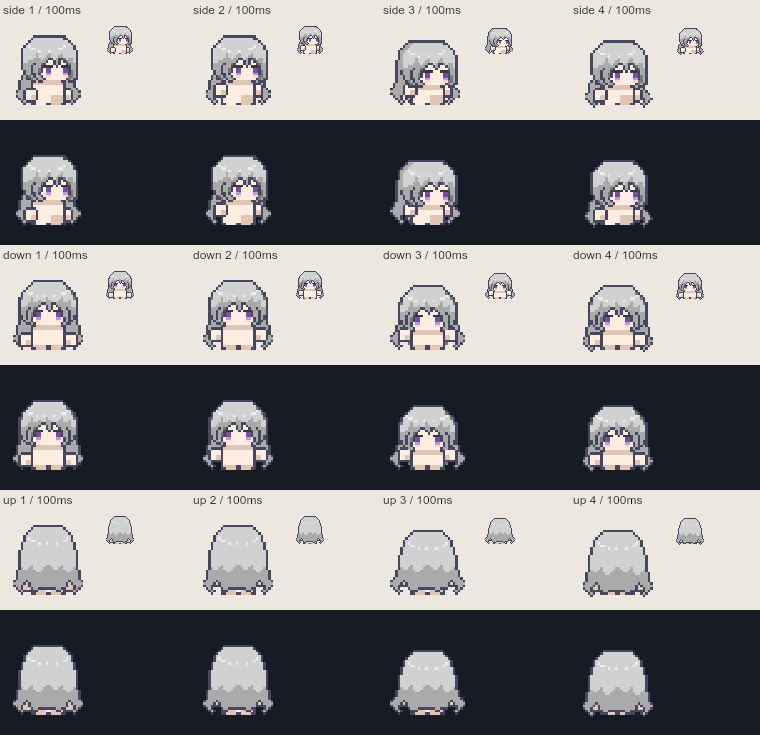 side 1 / 100ms
side 2 / 100ms
side 3 / 100ms
side 4 / 100ms
down 1 / 100ms
down 2 / 100ms
down 3 / 100ms
down 4 / 100ms
up 1 / 100ms
up 2 / 100ms
up 3 / 100ms
up 4 / 100ms